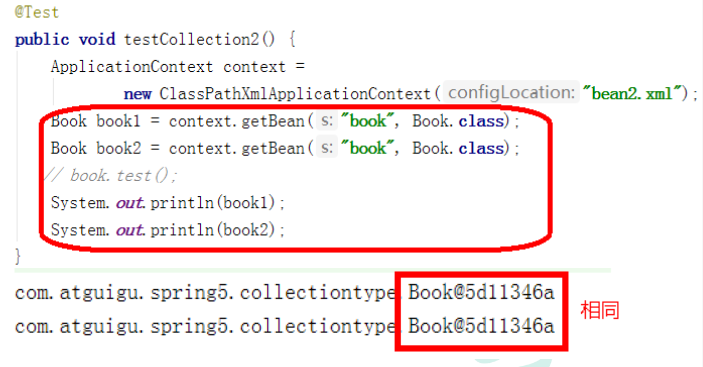 @Test
public void testCollection2() {
ApplicationContext context =
new ClassPathXmlApplicationContext( configLocation: "bean2.xml");
Book book1 = context.getBean( s: "book", Book.class);
Book book2 = context.getBean( s: "book", Book.class);
// book.test();
System.out.println(book1);
System.out.println(book2);
}
com.atguigu.spring5.collectiontype.Book@5d11346a
com.atguigu.spring5.collectiontype.Book@5d11346a
相同